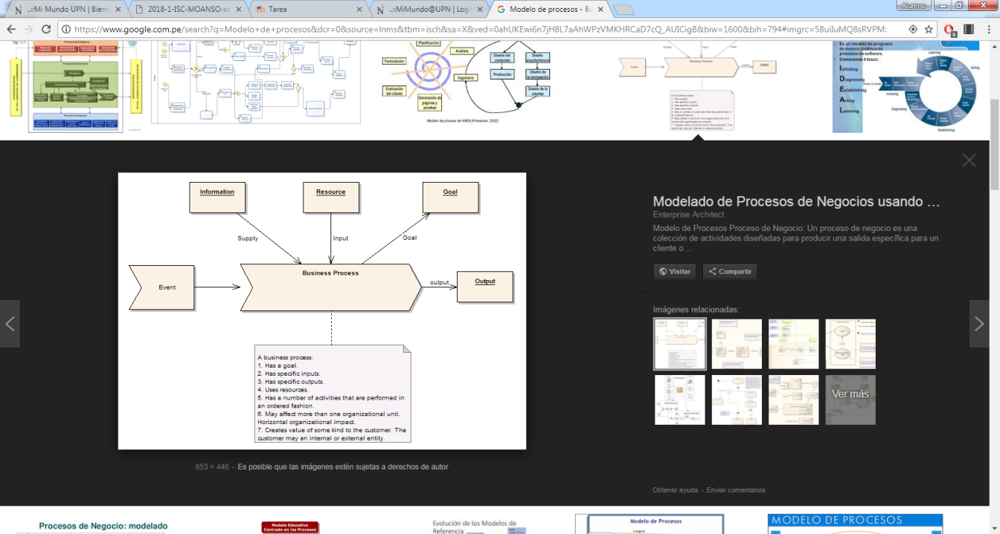 ..::Mi Mundo UPN | Bienv
2018-1-ISC-MOANSO-se
Tarea
..::MiMundo@UPN | Logi
Modelo de procesos - Bu
Alumno
https://www.google.com.pe/search?q=Modelo+de+procesos&dcr=0&source=lnms&tbm=isch&sa=X&ved=0ahUKEwi6n7jH8L7aAhWPzVMKHRCaD7cQ_AUICigB&biw=1600&bih=794#imgrc=58uiIuMQ8sRVPM:
Planificación
Análisis
Formulación
Ingeniería
Evaluación
del cliente
Generación de
páginas y
pruebas
Diseño del
contenido
Diseño
arquitectónico
Producción
Diseño de
la navegación
Diseño de la
interfaz
Modelo de proceso de IWEB [Pressman, 2002]
Es un modelo de programa
de mejora continua de
procesos de software.
Comprende 4 fases:
Initiating
Diagnosing
Establishing
Acting
Learning
Learning
Acting
Initiating
Diagnosing
Establishing
Information
Resource
Goal
Supply
Input
Goal
Event
Business Process
output
Output
A business process:
1. Has a goal.
2. Has specific inputs.
3. Has specific outputs.
4. Uses resources.
5. Has a number of activities that are performed in
an ordered fashion.
6. May affect more than one organizational unit.
Horizontal organizational impact.
7. Creates value of some kind to the customer. The
customer may an internal or external entity.
653 × 446 - Es posible que las imágenes estén sujetas a derechos de autor
Modelado de Procesos de Negocios usando ...
Enterprise Architect
Modelo de Procesos Proceso de Negocio: Un proceso de negocio es una
colección de actividades diseñadas para producir una salida específica para un
cliente o ...
Visitar
Compartir
Imágenes relacionadas:
Ver más
Obtener ayuda - Enviar comentarios
Procesos de Negocio: modelado
Modelo Educativo
Centrado en los Procesos
Evolución de los Modelos de
Referencia
Modelo de Procesos
MODELO DE PROCESOS